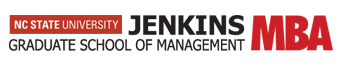 NC STATE UNIVERSITY JENKINS MBA
GRADUATE SCHOOL OF MANAGEMENT